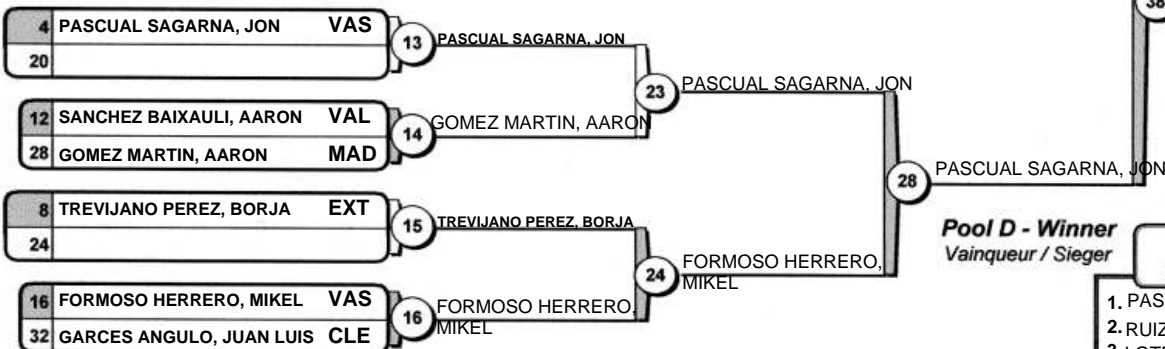 38
4 PASCUAL SAGARNA, JON VAS
20
13
PASCUAL SAGARNA, JON
12 SANCHEZ BAIXAULI, AARON VAL
28 GOMEZ MARTIN, AARON MAD
14
GOMEZ MARTIN, AARON
23
PASCUAL SAGARNA, JON
8 TREVIJANO PEREZ, BORJA EXT
24
15
TREVIJANO PEREZ, BORJA
16 FORMOSO HERRERO, MIKEL VAS
32 GARCES ANGULO, JUAN LUIS CLE
16
FORMOSO HERRERO,
MIKEL
24
FORMOSO HERRERO,
MIKEL
28
PASCUAL SAGARNA, JON
Pool D - Winner
Vainqueur / Sieger
1. PAS
2. RUIZ